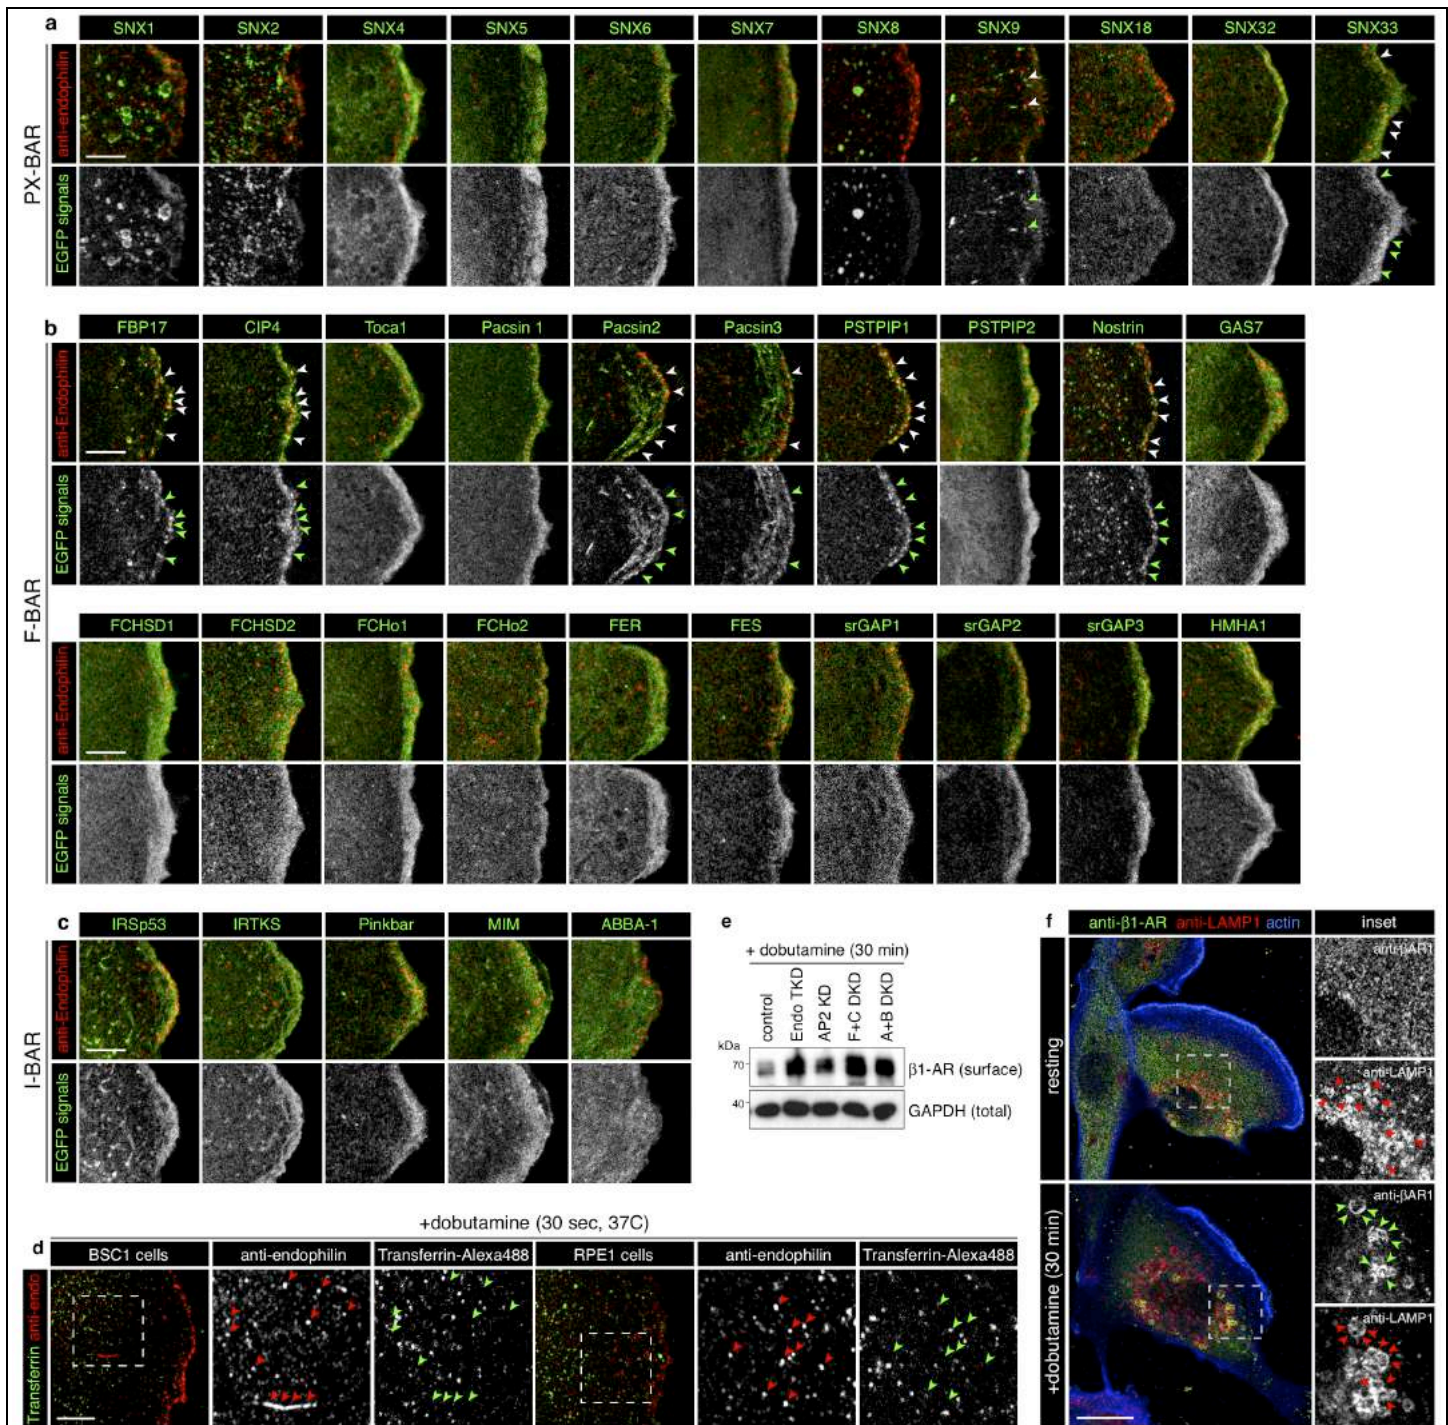 a
SNX1 SNX2 SNX4 SNX5 SNX6 SNX7 SNX8 SNX9 SNX18 SNX32 SNX33
PX-BAR
anti-endophilin
EGFP signals
b
FBP17 CIP4 Toca1 Pacsin 1 Pacsin2 Pacsin3 PSTPIP1 PSTPIP2 Nostrin GAS7
F-BAR
anti-Endophilin
EGFP signals
FCHSD1 FCHSD2 FCHo1 FCHo2 FER FES srGAP1 srGAP2 srGAP3 HMHA1
anti-Endophilin
EGFP signals
c
IRSp53 IRTKS Pinkbar MIM ABBA-1
I-BAR
anti-Endophilin
EGFP signals
e
+ dobutamine (30 min)
control
Endo TKD
AP2 KD
F+C DKD
A+B DKD
kDa
70
β1-AR (surface)
40
GAPDH (total)
f
anti-β1-AR anti-LAMP1 actin inset
resting
anti-βAR1
anti-LAMP1
+dobutamine (30 min)
anti-βAR1
anti-LAMP1
+dobutamine (30 sec, 37C)
d
BSC1 cells anti-endophilin Transferrin-Alexa488 RPE1 cells anti-endophilin Transferrin-Alexa488
Transferrin anti-endo